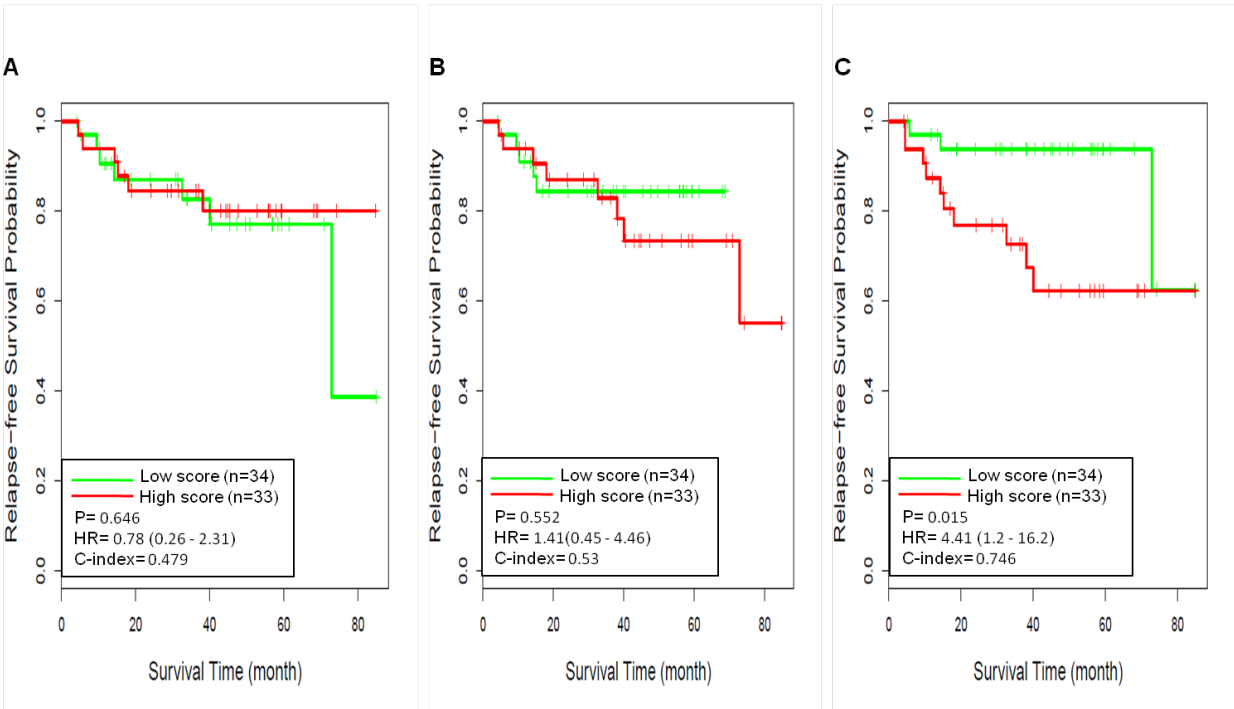 A
Relapse−free Survival Probability
1.0
0.8
0.6
0.4
0.2
0.0
Low score (n=34)
High score (n=33)
P= 0.646
HR= 0.78 (0.26 - 2.31)
C-index= 0.479
0 20 40 60 80
Survival Time (month)
B
Relapse−free Survival Probability
1.0
0.8
0.6
0.4
0.2
0.0
Low score (n=34)
High score (n=33)
P= 0.552
HR= 1.41(0.45 - 4.46)
C-index= 0.53
0 20 40 60 80
Survival Time (month)
C
Relapse−free Survival Probability
1.0
0.8
0.6
0.4
0.2
0.0
Low score (n=34)
High score (n=33)
P= 0.015
HR= 4.41 (1.2 - 16.2)
C-index= 0.746
0 20 40 60 80
Survival Time (month)